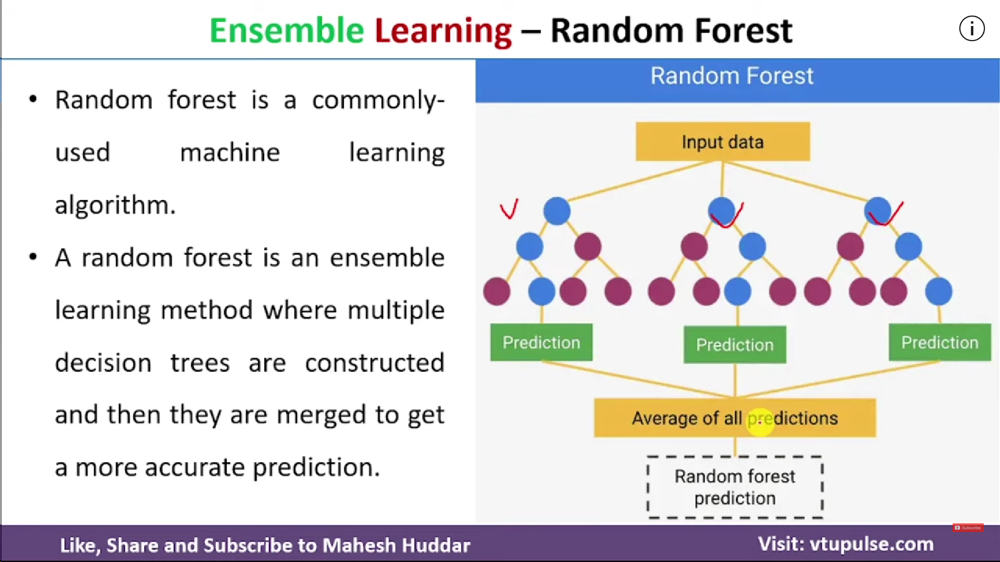 Ensemble Learning – Random Forest
i
• Random forest is a commonly-
used machine learning
algorithm.
• A random forest is an ensemble
learning method where multiple
decision trees are constructed
and then they are merged to get
a more accurate prediction.
Random Forest
Input data
Prediction
Prediction
Prediction
Average of all predictions
Random forest
prediction
Subscribe
Like, Share and Subscribe to Mahesh Huddar
Visit: vtupulse.com